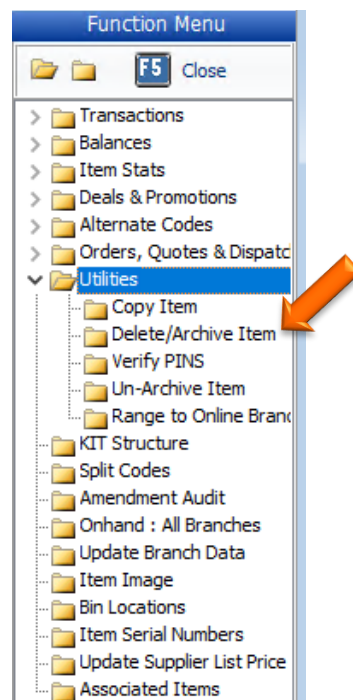 Function Menu
F5 Close
Transactions
Balances
Item Stats
Deals & Promotions
Alternate Codes
Orders, Quotes & Dispatc
Utilities
Copy Item
Delete/Archive Item
Verify PINS
Un-Archive Item
Range to Online Branc
KIT Structure
Split Codes
Amendment Audit
Onhand : All Branches
Update Branch Data
Item Image
Bin Locations
Item Serial Numbers
Update Supplier List Price
Associated Items